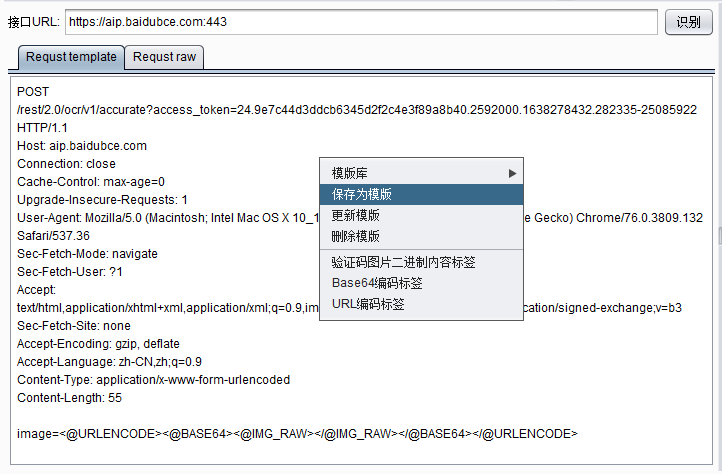 接口URL: https://aip.baidubce.com:443 识别
Requst template Requst raw
POST
/rest/2.0/ocr/v1/accurate?access_token=24.9e7c44d3ddcb6345d2f2c4e3f89a8b40.2592000.1638278432.282335-25085922
HTTP/1.1
Host: aip.baidubce.com
Connection: close
Cache-Control: max-age=0
Upgrade-Insecure-Requests: 1
User-Agent: Mozilla/5.0 (Macintosh; Intel Mac OS X 10_1 e Gecko) Chrome/76.0.3809.132
Safari/537.36
Sec-Fetch-Mode: navigate
Sec-Fetch-User: ?1
Accept:
text/html,application/xhtml+xml,application/xml;q=0.9,im cation/signed-exchange;v=b3
Sec-Fetch-Site: none
Accept-Encoding: gzip, deflate
Accept-Language: zh-CN,zh;q=0.9
Content-Type: application/x-www-form-urlencoded
Content-Length: 55
image=<@URLENCODE><@BASE64><@IMG_RAW></@IMG_RAW></@BASE64></@URLENCODE>
模版库
保存为模版
更新模版
删除模版
验证码图片二进制内容标签
Base64编码标签
URL编码标签